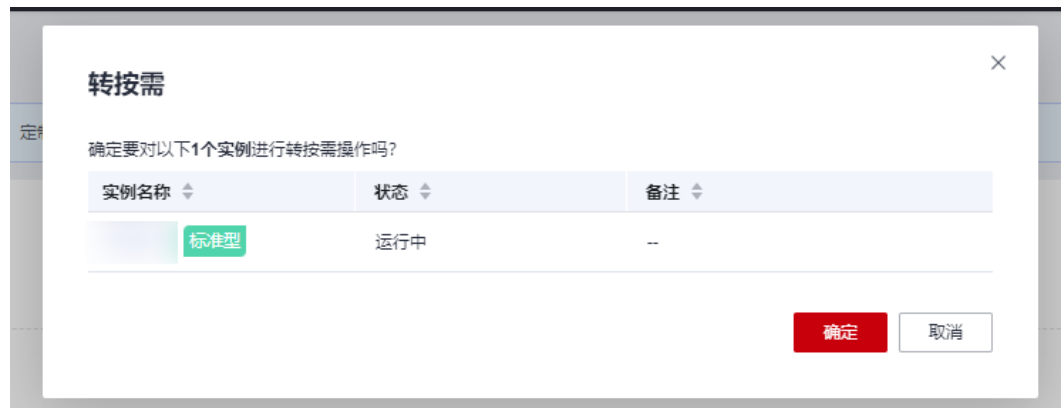 转按需
定制
确定要对以下1个实例进行转按需操作吗?
实例名称 状态 备注
标准型 运行中 --
确定 取消